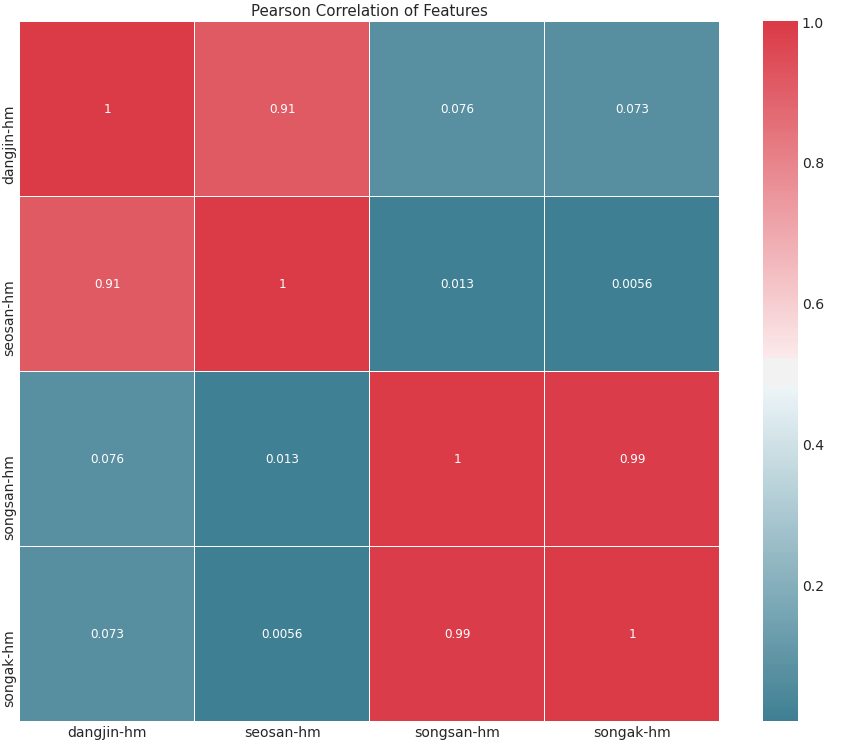 Pearson Correlation of Features
dangjin-hm
1 0.91 0.076 0.073
seosan-hm
0.91 1 0.013 0.0056
songsan-hm
0.076 0.013 1 0.99
songak-hm
0.073 0.0056 0.99 1
dangjin-hm seosan-hm songsan-hm songak-hm
1.0
0.8
0.6
0.4
0.2